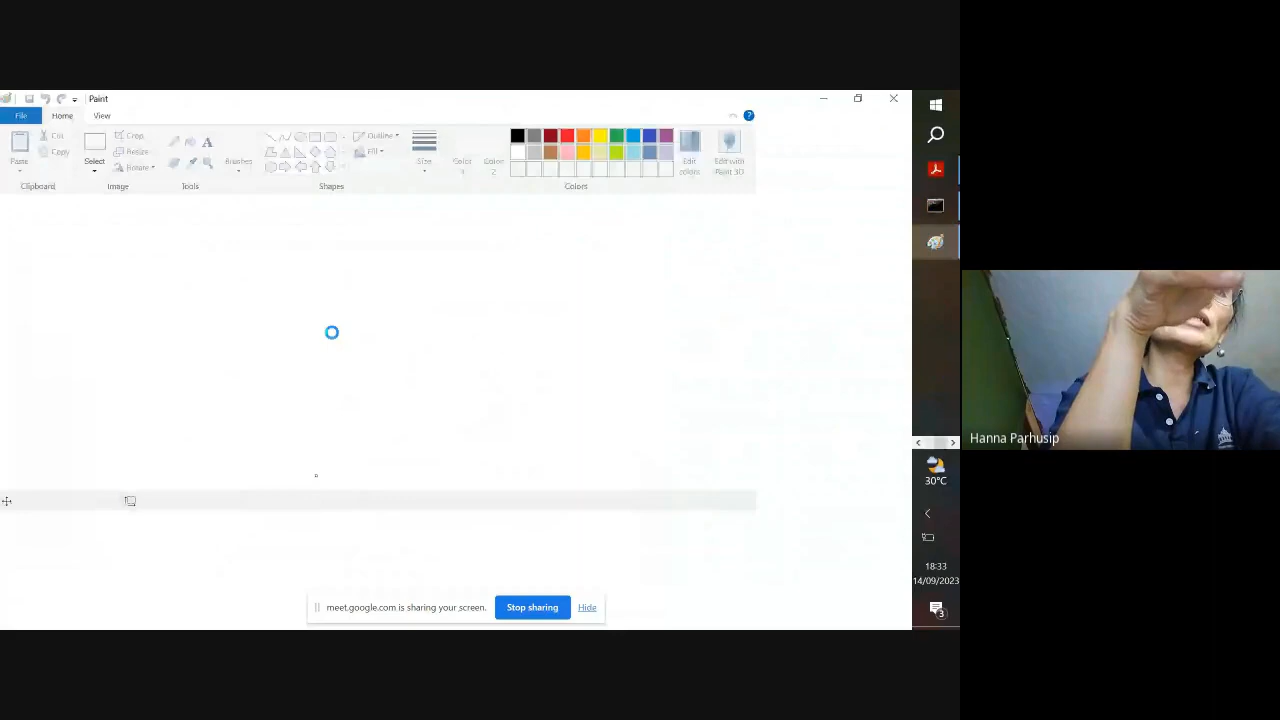 Paint
File Home View
Paste
Cut
Copy
Clipboard
Select
Crop
Resize
Rotate
Image
Tools
Brushes
Shapes
Outline
Fill
Size
Color 1
Color 2
Colors
Edit colors
Edit with Paint 3D
meet.google.com is sharing your screen.
Stop sharing
Hide
30°C
18:33
14/09/2023
3
Hanna Parhusip